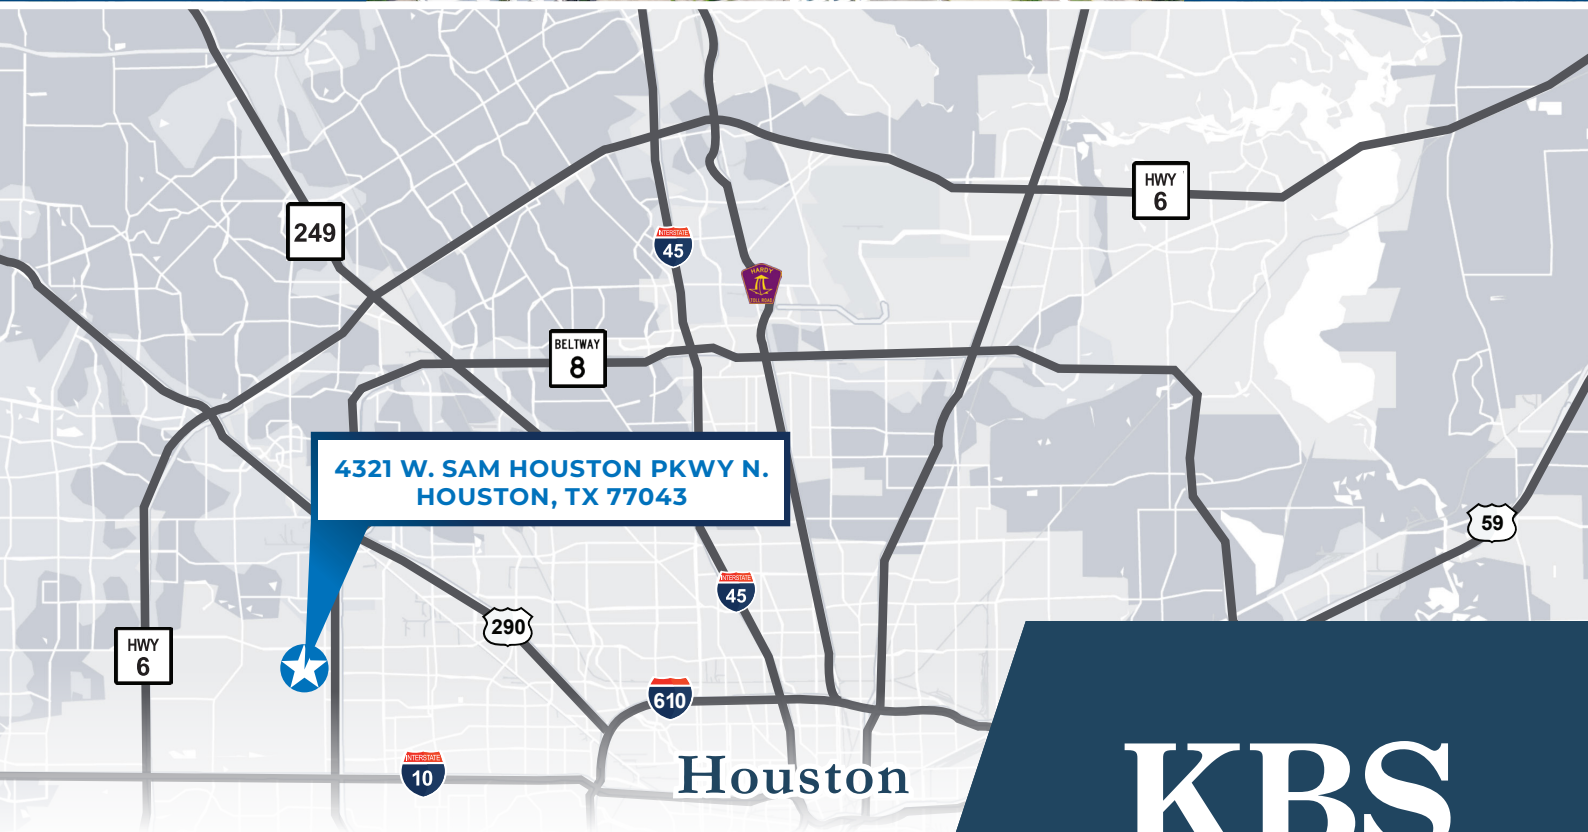 HWY
6
249
INTERSTATE
45
HARDY
TOLL ROAD
BELTWAY
8
4321 W. SAM HOUSTON PKWY N.
HOUSTON, TX 77043
59
INTERSTATE
45
290
HWY
6
610
INTERSTATE
10
Houston
KBS